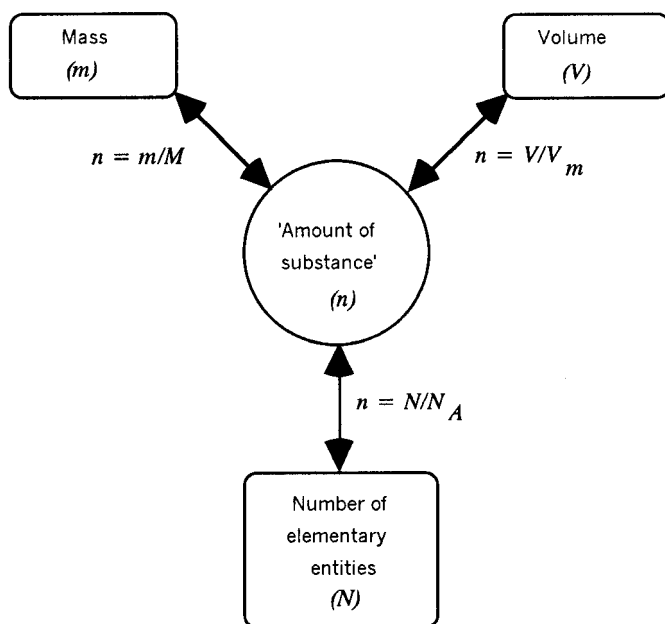 Mass
(m)
Volume
(V)
n = m/M
n = V/V m
'Amount of
substance'
(n)
n = N/N A
Number of
elementary
entities
(N)